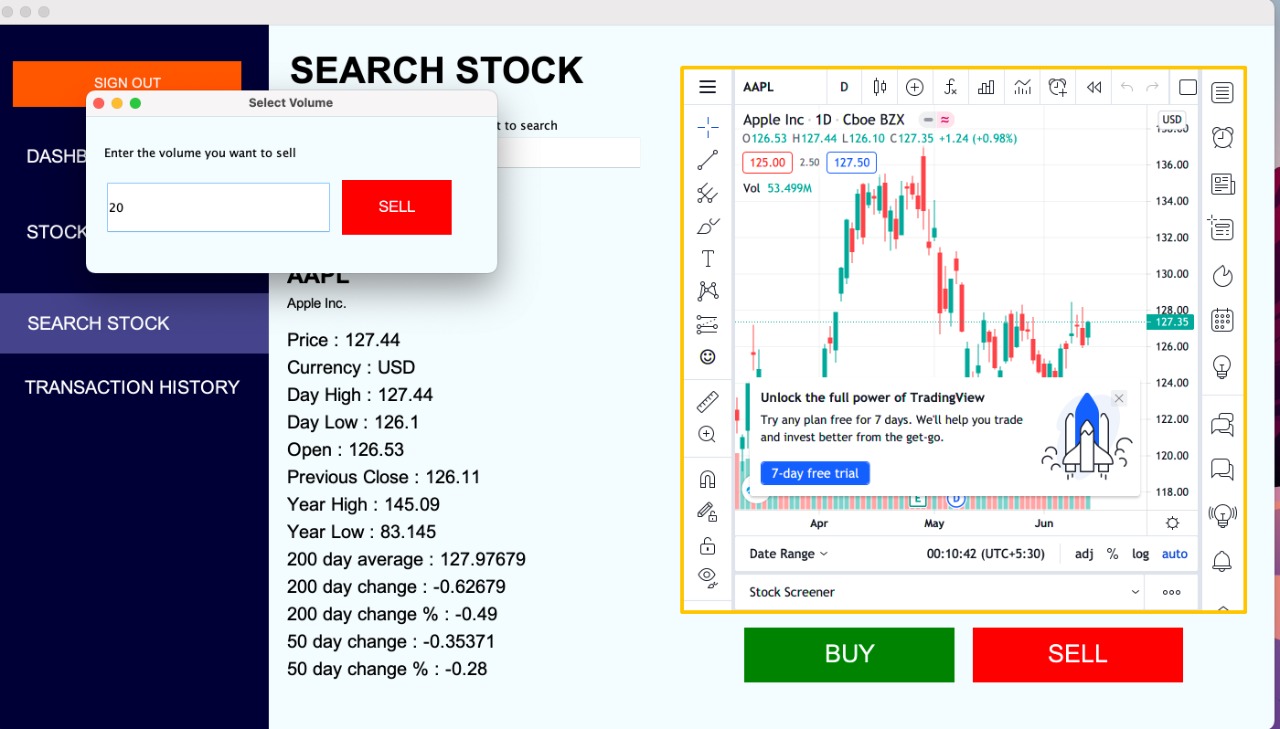 SIGN OUT
DASHB
STOCK
SEARCH STOCK
TRANSACTION HISTORY
SEARCH STOCK
t to search
Select Volume
Enter the volume you want to sell
20
SELL
AAPL
Apple Inc.
Price : 127.44
Currency : USD
Day High : 127.44
Day Low : 126.1
Open : 126.53
Previous Close : 126.11
Year High : 145.09
Year Low : 83.145
200 day average : 127.97679
200 day change : -0.62679
200 day change % : -0.49
50 day change : -0.35371
50 day change % : -0.28
AAPL D
Apple Inc · 1D · Cboe BZX
O126.53 H127.44 L126.10 C127.35 +1.24 (+0.98%)
125.00 2.50 127.50
Vol 53.499M
USD
138.00
136.00
134.00
132.00
130.00
128.00
127.35
126.00
124.00
122.00
120.00
118.00
Unlock the full power of TradingView
Try any plan free for 7 days. We'll help you trade
and invest better from the get-go.
7-day free trial
E D
Apr May Jun
Date Range 00:10:42 (UTC+5:30) adj % log auto
Stock Screener
BUY SELL